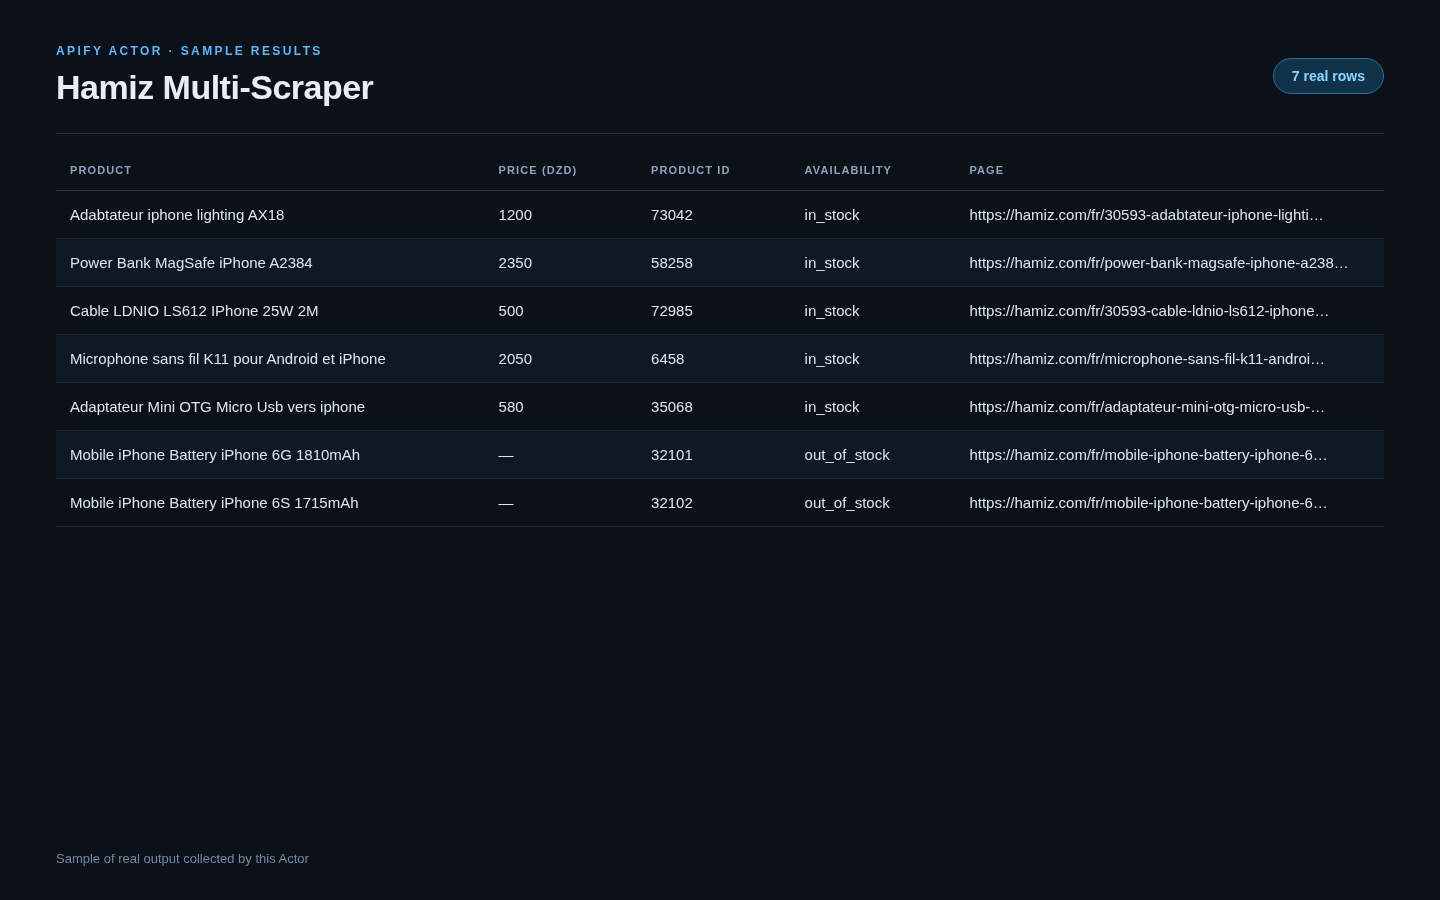 APIFY ACTOR · SAMPLE RESULTS
Hamiz Multi-Scraper
7 real rows
PRODUCT PRICE (DZD) PRODUCT ID AVAILABILITY PAGE
Adabtateur iphone lighting AX18 1200 73042 in_stock https://hamiz.com/fr/30593-adabtateur-iphone-lighti…
Power Bank MagSafe iPhone A2384 2350 58258 in_stock https://hamiz.com/fr/power-bank-magsafe-iphone-a238…
Cable LDNIO LS612 IPhone 25W 2M 500 72985 in_stock https://hamiz.com/fr/30593-cable-ldnio-ls612-iphone…
Microphone sans fil K11 pour Android et iPhone 2050 6458 in_stock https://hamiz.com/fr/microphone-sans-fil-k11-androi…
Adaptateur Mini OTG Micro Usb vers iphone 580 35068 in_stock https://hamiz.com/fr/adaptateur-mini-otg-micro-usb-…
Mobile iPhone Battery iPhone 6G 1810mAh — 32101 out_of_stock https://hamiz.com/fr/mobile-iphone-battery-iphone-6…
Mobile iPhone Battery iPhone 6S 1715mAh — 32102 out_of_stock https://hamiz.com/fr/mobile-iphone-battery-iphone-6…
Sample of real output collected by this Actor